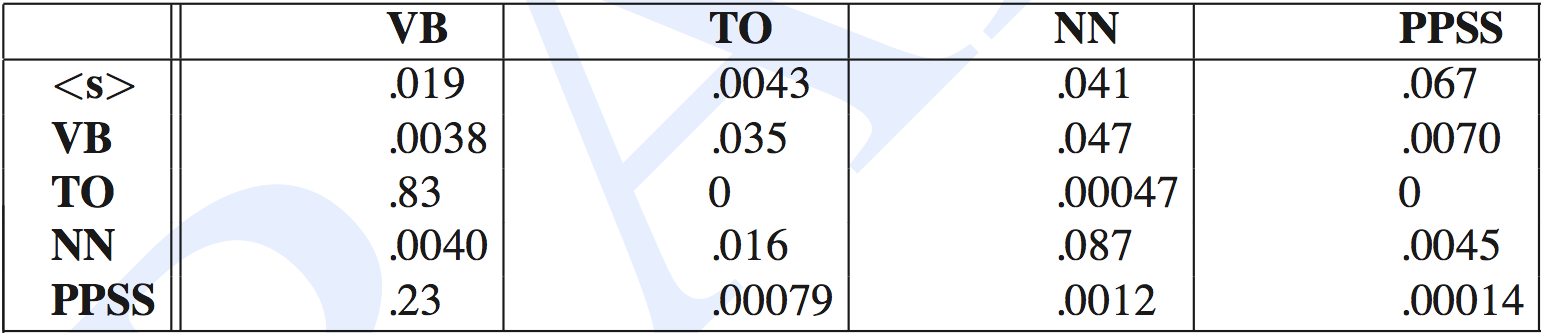 VB TO NN PPSS
<s> .019 .0043 .041 .067
VB .0038 .035 .047 .0070
TO .83 0 .00047 0
NN .0040 .016 .087 .0045
PPSS .23 .00079 .0012 .00014